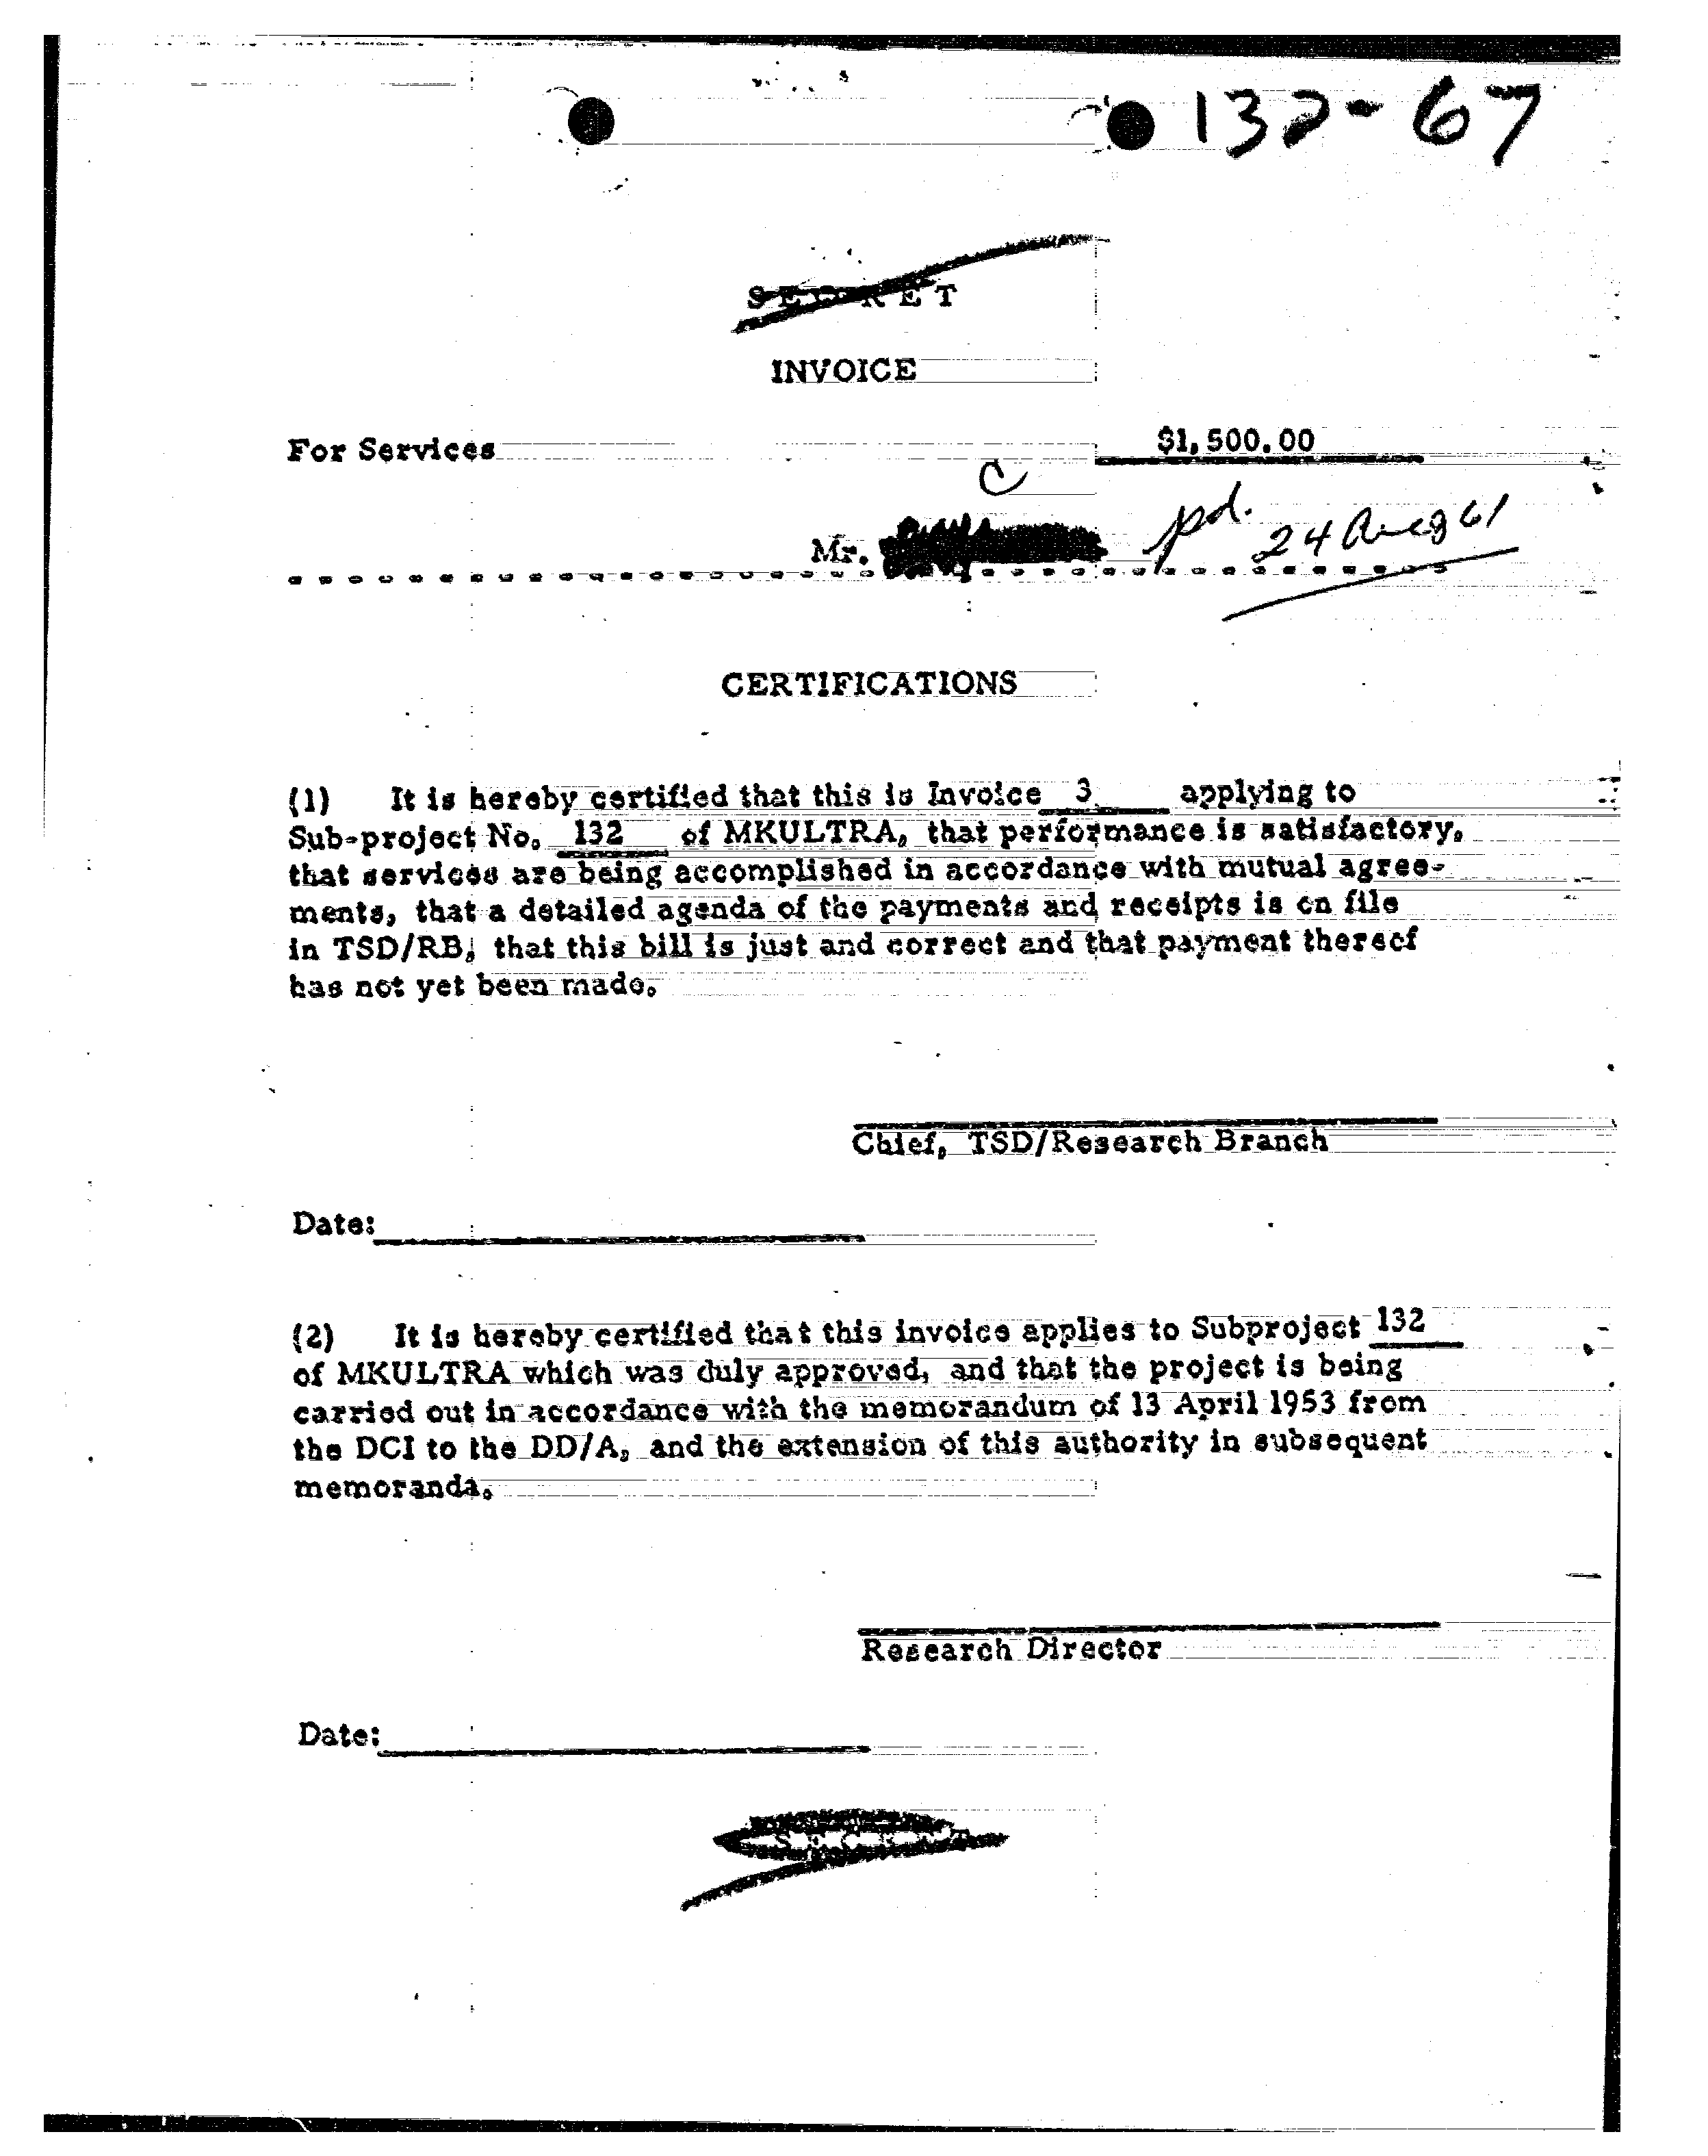 132-67
SECRET
INVOICE
For Services $1,500.00
C
Mr. pd. 24 Aug 61
CERTIFICATIONS
(1) It is hereby certified that this is Invoice 3 applying to
Sub-project No. 132 of MKULTRA, that performance is satisfactory,
that services are being accomplished in accordance with mutual agree-
ments, that a detailed agenda of the payments and receipts is on file
in TSD/RB, that this bill is just and correct and that payment thereof
has not yet been made.
Chief, TSD/Research Branch
Date:
(2) It is hereby certified that this invoice applies to Subproject 132
of MKULTRA which was duly approved, and that the project is being
carried out in accordance with the memorandum of 13 April 1953 from
the DCI to the DD/A, and the extension of this authority in subsequent
memoranda.
Research Director
Date:
SECRET